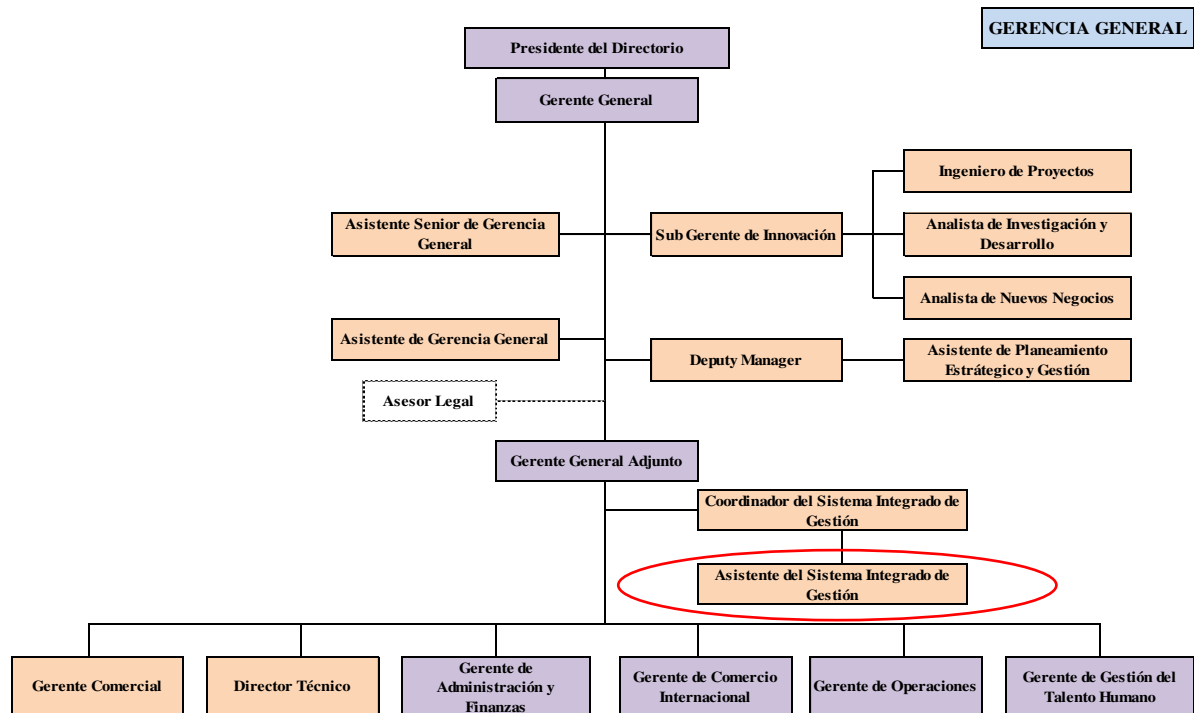 GERENCIA GENERAL
Presidente del Directorio
Gerente General
Ingeniero de Proyectos
Asistente Senior de Gerencia
General
Sub Gerente de Innovación
Analista de Investigación y
Desarrollo
Analista de Nuevos Negocios
Asistente de Gerencia General
Deputy Manager
Asistente de Planeamiento
Estrátegico y Gestión
Asesor Legal
Gerente General Adjunto
Coordinador del Sistema Integrado de
Gestión
Asistente del Sistema Integrado de
Gestión
Gerente Comercial
Director Técnico
Gerente de
Administración y
Finanzas
Gerente de Comercio
Internacional
Gerente de Operaciones
Gerente de Gestión del
Talento Humano